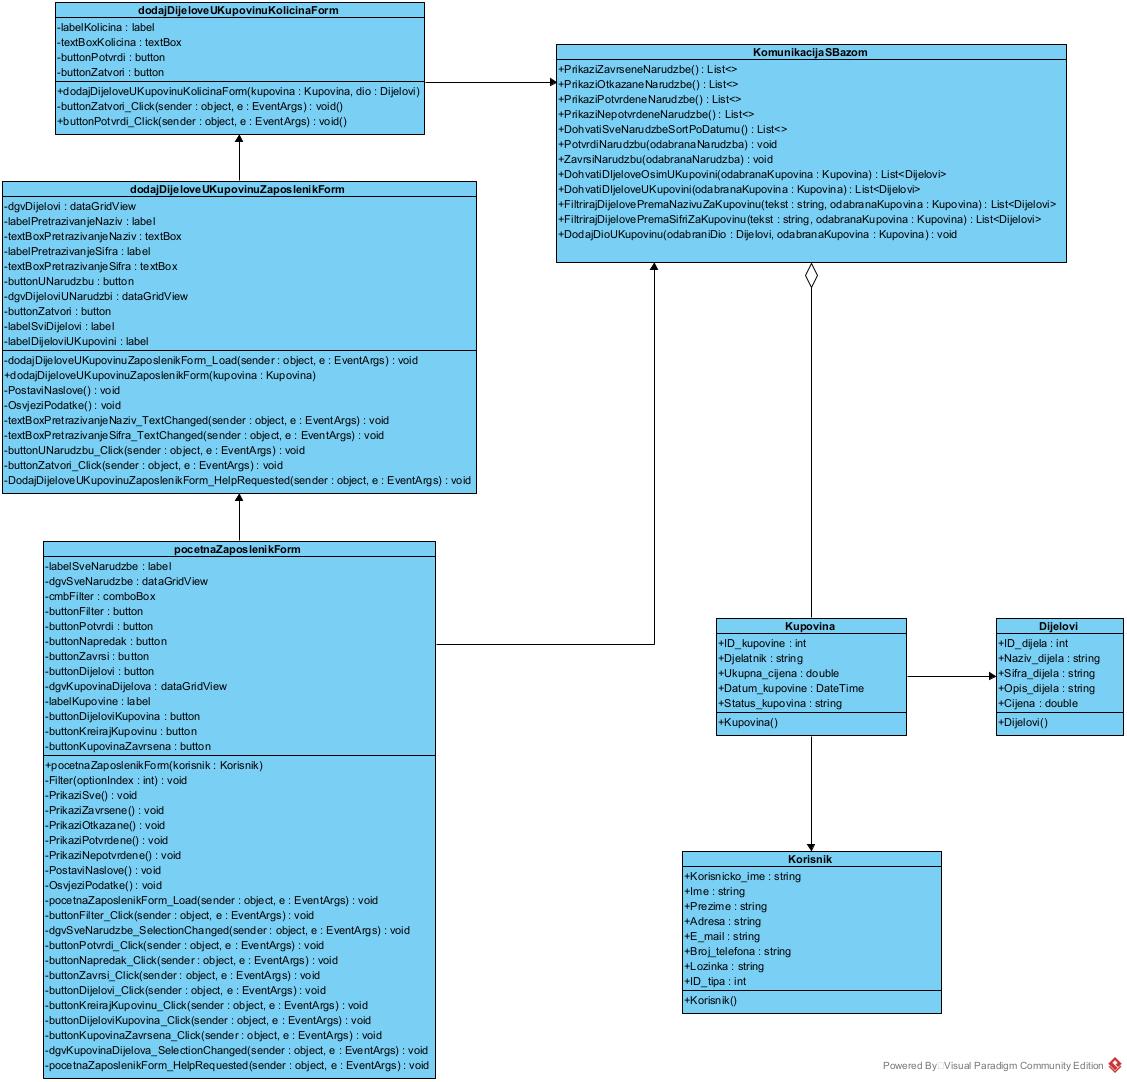 dodajDijeloveUKupovinuKolicinaForm
-labelKolicina : label
-textBoxKolicina : textBox
-buttonPotvrdi : button
-buttonZatvori : button
+dodajDijeloveUKupovinuKolicinaForm(kupovina : Kupovina, dio : Dijelovi)
-buttonZatvori_Click(sender : object, e : EventArgs) : void()
+buttonPotvrdi_Click(sender : object, e : EventArgs) : void()
KomunikacijaSBazom
+PrikaziZavrseneNarudzbe() : List<>
+PrikaziOtkazaneNarudzbe() : List<>
+PrikaziPotvrdeneNarudzbe() : List<>
+PrikaziNepotvrdeneNarudzbe() : List<>
+DohvatiSveNarudzbeSortPoDatumu() : List<>
+PotvrdiNarudzbu(odabranaNarudzba) : void
+ZavrsiNarudzbu(odabranaNarudzba) : void
+DohvatiDIjeloveOsimUKupovini(odabranaKupovina : Kupovina) : List<Dijelovi>
+DohvatiDIjeloveUKupovini(odabranaKupovina : Kupovina) : List<Dijelovi>
+FiltrirajDijelovePremaNazivuZaKupovinu(tekst : string, odabranaKupovina : Kupovina) : List<Dijelovi>
+FiltrirajDijelovePremaSifriZaKupovinu(tekst : string, odabranaKupovina : Kupovina) : List<Dijelovi>
+DodajDioUKupovinu(odabraniDio : Dijelovi, odabranaKupovina : Kupovina) : void
dodajDijeloveUKupovinuZaposlenikForm
-dgvDijelovi : dataGridView
-labelPretrazivanjeNaziv : label
-textBoxPretrazivanjeNaziv : textBox
-labelPretrazivanjeSifra : label
-textBoxPretrazivanjeSifra : textBox
-buttonUNarudzbu : button
-dgvDijeloviUNarudzbi : dataGridView
-buttonZatvori : button
-labelSviDijelovi : label
-labelDijeloviUKupovini : label
-dodajDijeloveUKupovinuZaposlenikForm_Load(sender : object, e : EventArgs) : void
+dodajDijeloveUKupovinuZaposlenikForm(kupovina : Kupovina)
-PostaviNaslove() : void
-OsvjeziPodatke() : void
-textBoxPretrazivanjeNaziv_TextChanged(sender : object, e : EventArgs) : void
-textBoxPretrazivanjeSifra_TextChanged(sender : object, e : EventArgs) : void
-buttonUNarudzbu_Click(sender : object, e : EventArgs) : void
-buttonZatvori_Click(sender : object, e : EventArgs) : void
-DodajDijeloveUKupovinuZaposlenikForm_HelpRequested(sender : object, e : EventArgs) : void
pocetnaZaposlenikForm
-labelSveNarudzbe : label
-dgvSveNarudzbe : dataGridView
-cmbFilter : comboBox
-buttonFilter : button
-buttonPotvrdi : button
-buttonNapredak : button
-buttonZavrsi : button
-buttonDijelovi : button
-dgvKupovinaDijelova : dataGridView
-labelKupovine : label
-buttonDijeloviKupovina : button
-buttonKreirajKupovinu : button
-buttonKupovinaZavrsena : button
+pocetnaZaposlenikForm(korisnik : Korisnik)
-Filter(optionIndex : int) : void
-PrikaziSve() : void
-PrikaziZavrsene() : void
-PrikaziOtkazane() : void
-PrikaziPotvrdene() : void
-PrikaziNepotvrdene() : void
-PostaviNaslove() : void
-OsvjeziPodatke() : void
-pocetnaZaposlenikForm_Load(sender : object, e : EventArgs) : void
-buttonFilter_Click(sender : object, e : EventArgs) : void
-dgvSveNarudzbe_SelectionChanged(sender : object, e : EventArgs) : void
-buttonPotvrdi_Click(sender : object, e : EventArgs) : void
-buttonNapredak_Click(sender : object, e : EventArgs) : void
-buttonZavrsi_Click(sender : object, e : EventArgs) : void
-buttonDijelovi_Click(sender : object, e : EventArgs) : void
-buttonKreirajKupovinu_Click(sender : object, e : EventArgs) : void
-buttonDijeloviKupovina_Click(sender : object, e : EventArgs) : void
-buttonKupovinaZavrsena_Click(sender : object, e : EventArgs) : void
-dgvKupovinaDijelova_SelectionChanged(sender : object, e : EventArgs) : void
-pocetnaZaposlenikForm_HelpRequested(sender : object, e : EventArgs) : void
Kupovina
+ID_kupovine : int
+Djelatnik : string
+Ukupna_cijena : double
+Datum_kupovine : DateTime
+Status_kupovina : string
+Kupovina()
Dijelovi
+ID_dijela : int
+Naziv_dijela : string
+Sifra_dijela : string
+Opis_dijela : string
+Cijena : double
+Dijelovi()
Korisnik
+Korisnicko_ime : string
+Ime : string
+Prezime : string
+Adresa : string
+E_mail : string
+Broj_telefona : string
+Lozinka : string
+ID_tipa : int
+Korisnik()
Powered By Visual Paradigm Community Edition